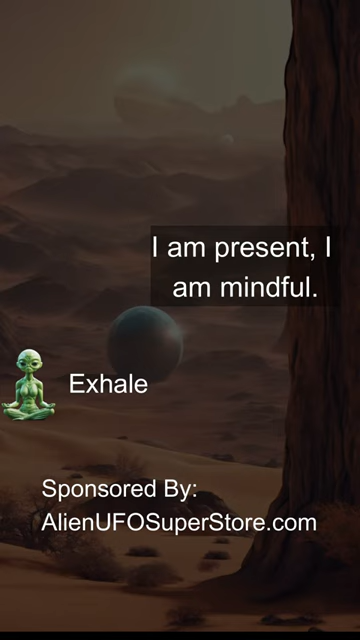 I am present, I
am mindful.
Exhale
Sponsored By:
AlienUFOSuperStore.com